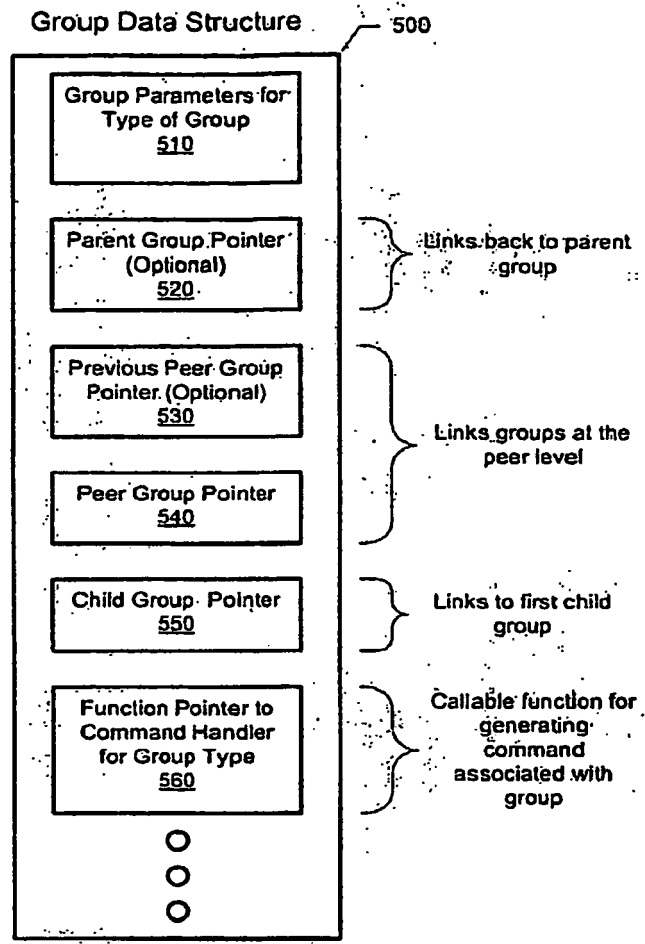 Group Data Structure
500
Group Parameters for
Type of Group
510
Parent Group Pointer
(Optional)
520
Links back to parent
group
Previous Peer Group
Pointer (Optional)
530
Links groups at the
peer level
Peer Group Pointer
540
Child Group Pointer
550
Links to first child
group
Function Pointer to
Command Handler
for Group Type
560
Callable function for
generating
command
associated with
group